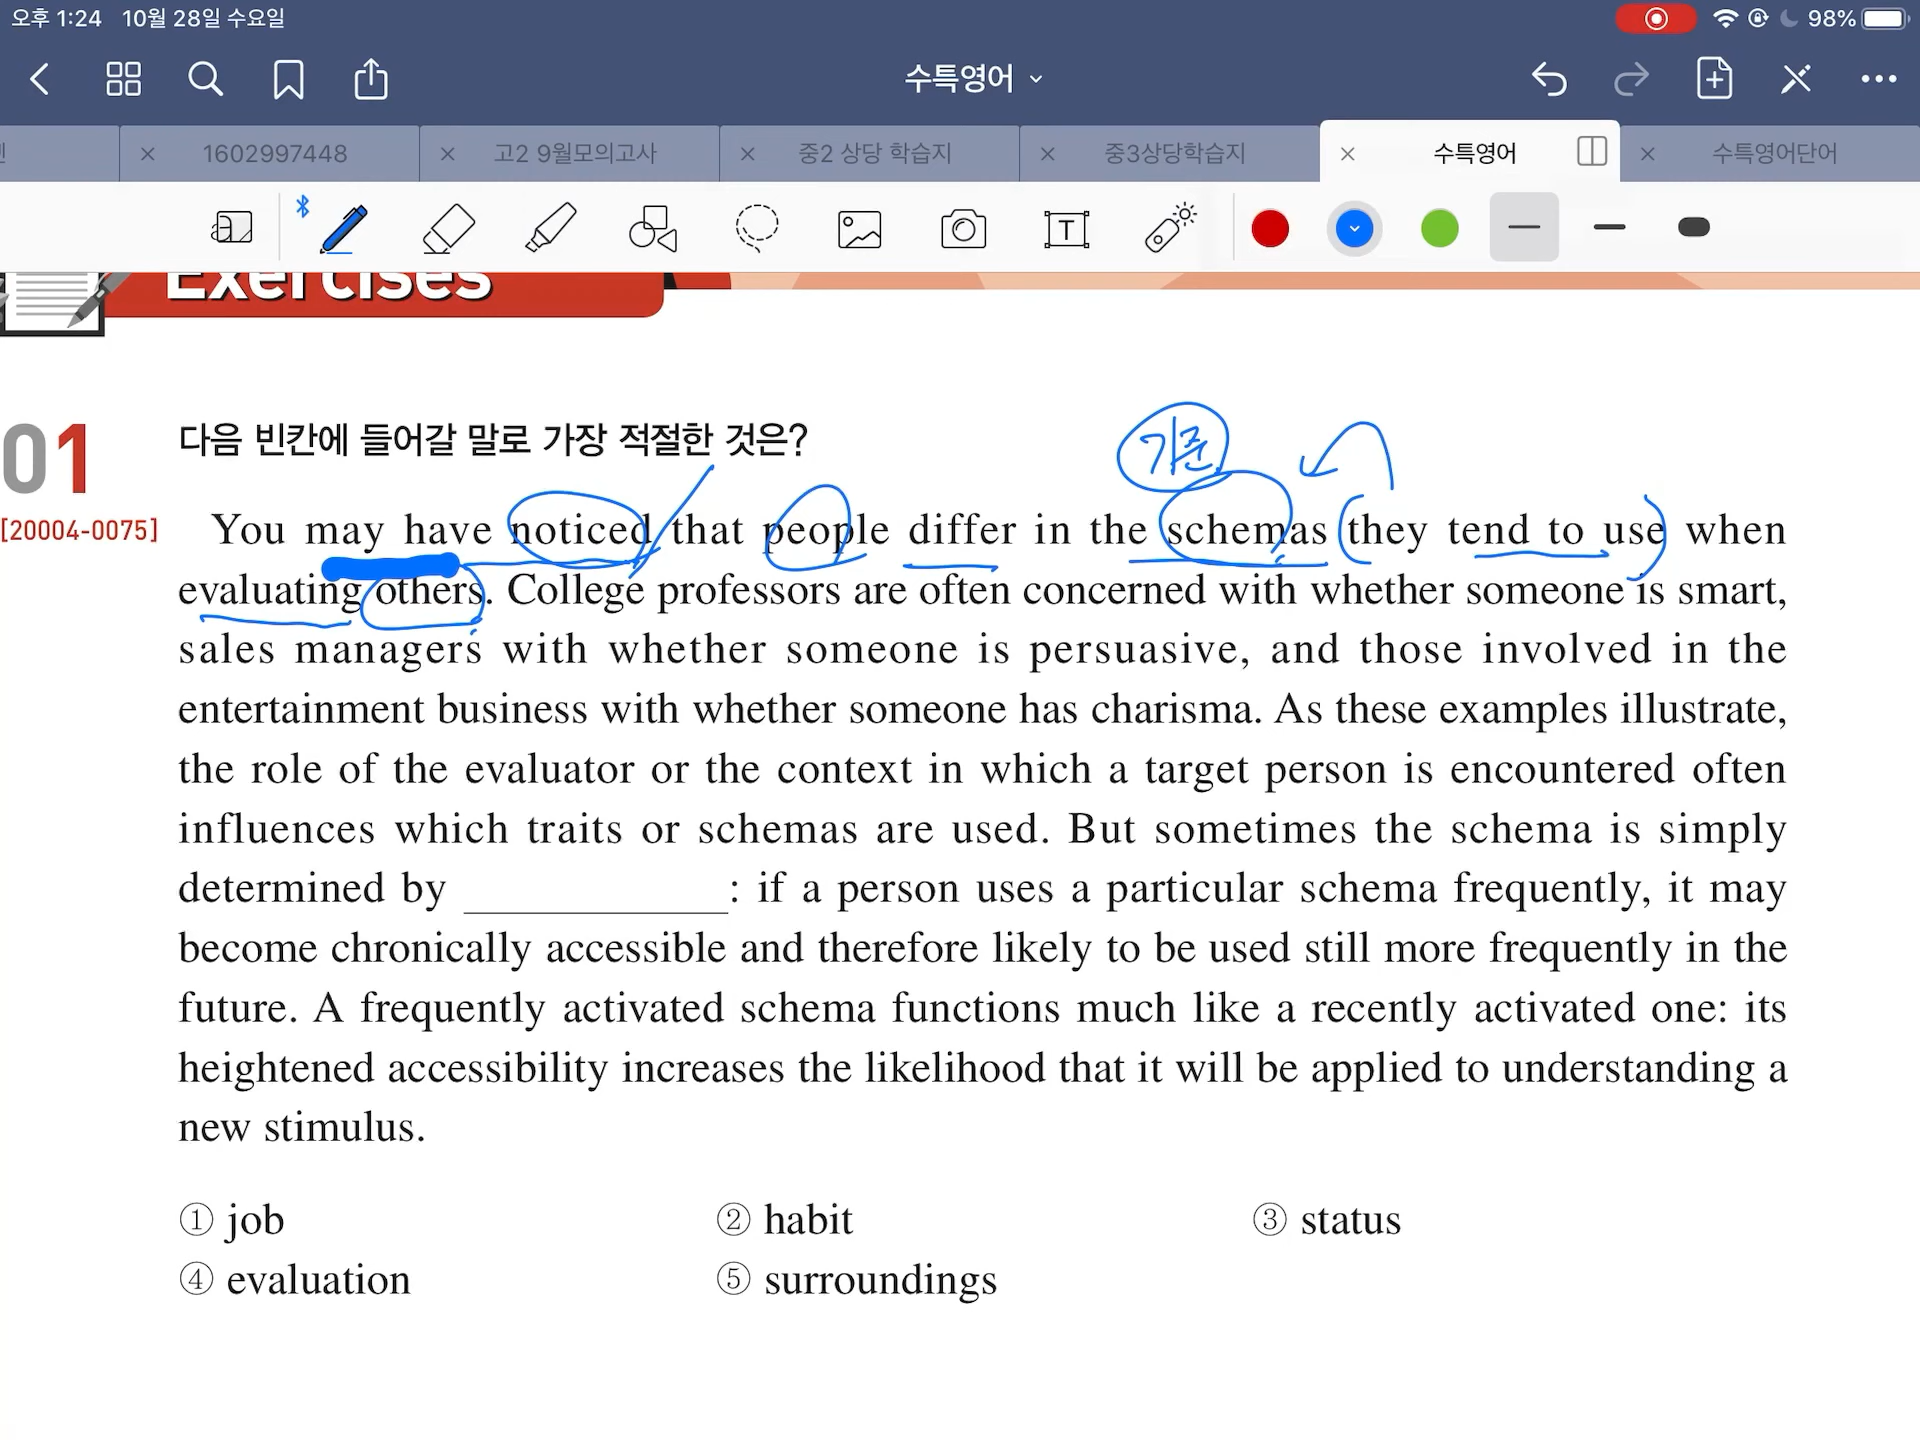 오후 1:24 10월 28일 수요일 98%
수특영어
1602997448 고2 9월모의고사 중2 상당 학습지 중3상당학습지 수특영어 수특영어단어
T
Exercises
기준
01 다음 빈칸에 들어갈 말로 가장 적절한 것은?
[20004-0075] You may have noticed that people differ in the schemas (they tend to use) when
evaluating others. College professors are often concerned with whether someone is smart,
sales managers with whether someone is persuasive, and those involved in the
entertainment business with whether someone has charisma. As these examples illustrate,
the role of the evaluator or the context in which a target person is encountered often
influences which traits or schemas are used. But sometimes the schema is simply
determined by ____________: if a person uses a particular schema frequently, it may
become chronically accessible and therefore likely to be used still more frequently in the
future. A frequently activated schema functions much like a recently activated one: its
heightened accessibility increases the likelihood that it will be applied to understanding a
new stimulus.
① job ② habit ③ status
④ evaluation ⑤ surroundings